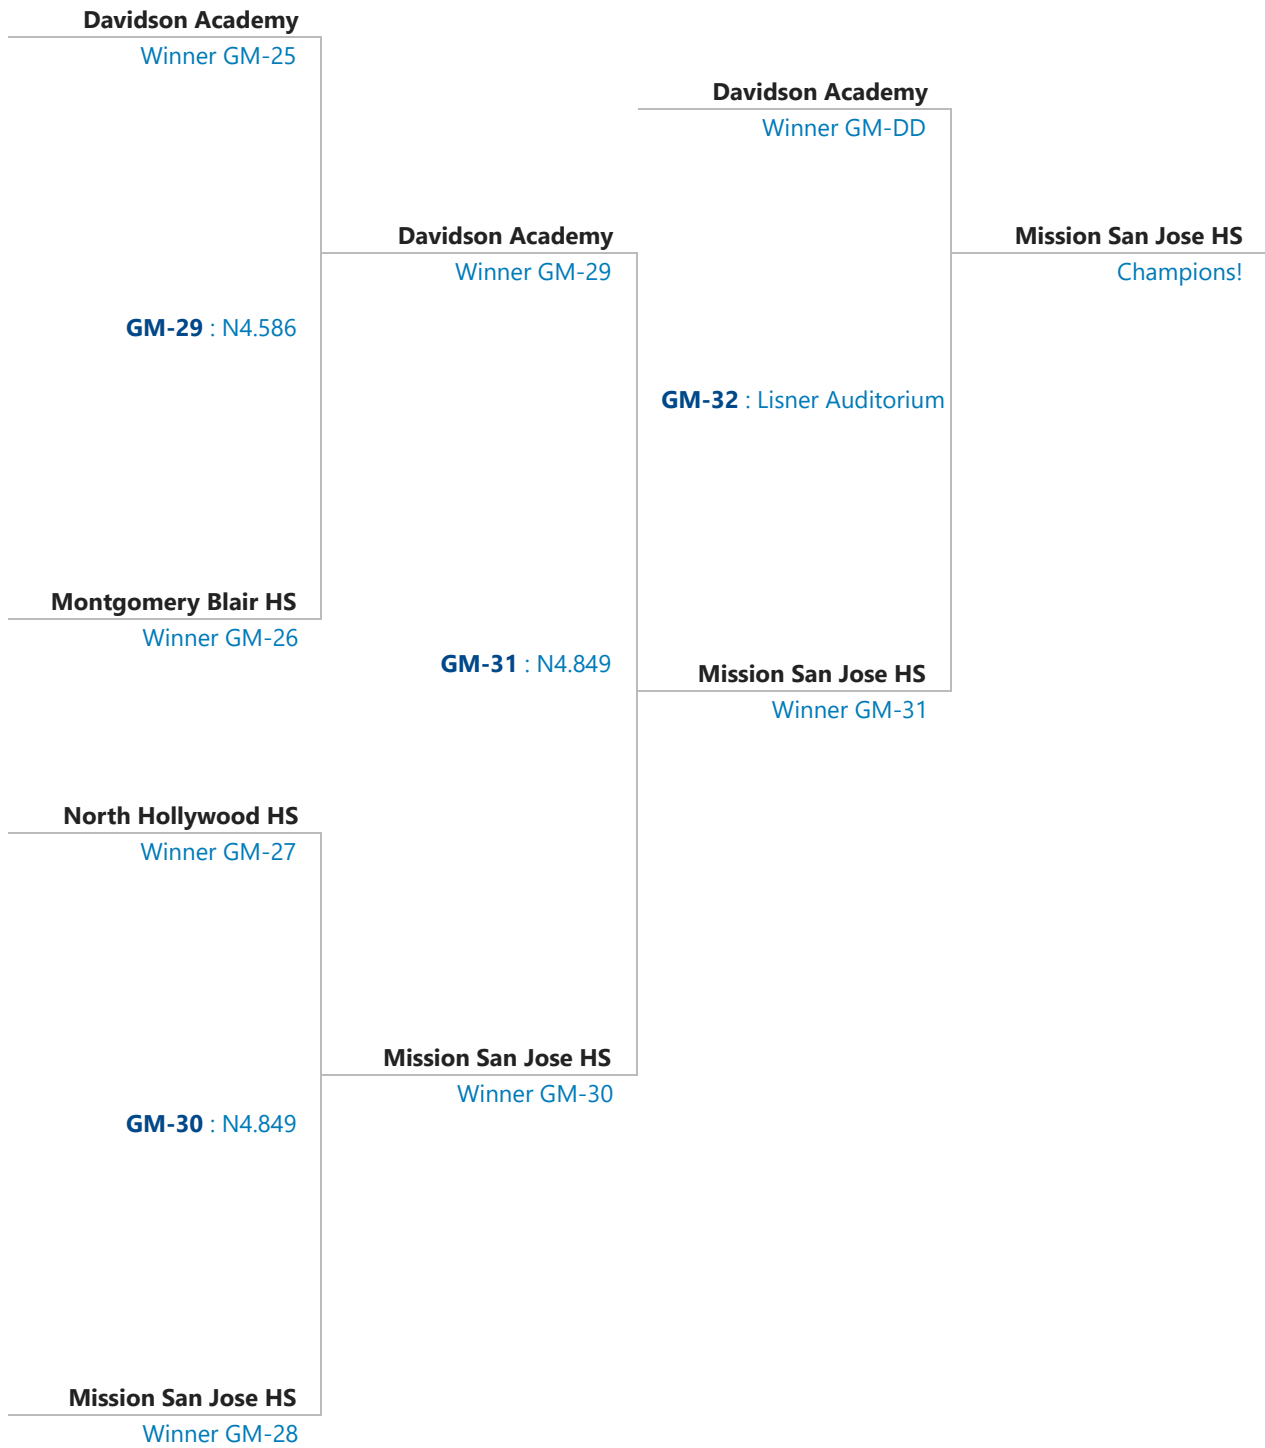 Davidson Academy
Winner GM-25
Davidson Academy
Winner GM-DD
Davidson Academy
Winner GM-29
Mission San Jose HS
Champions!
GM-29 : N4.586
GM-32 : Lisner Auditorium
Montgomery Blair HS
Winner GM-26
GM-31 : N4.849
Mission San Jose HS
Winner GM-31
North Hollywood HS
Winner GM-27
Mission San Jose HS
Winner GM-30
GM-30 : N4.849
Mission San Jose HS
Winner GM-28